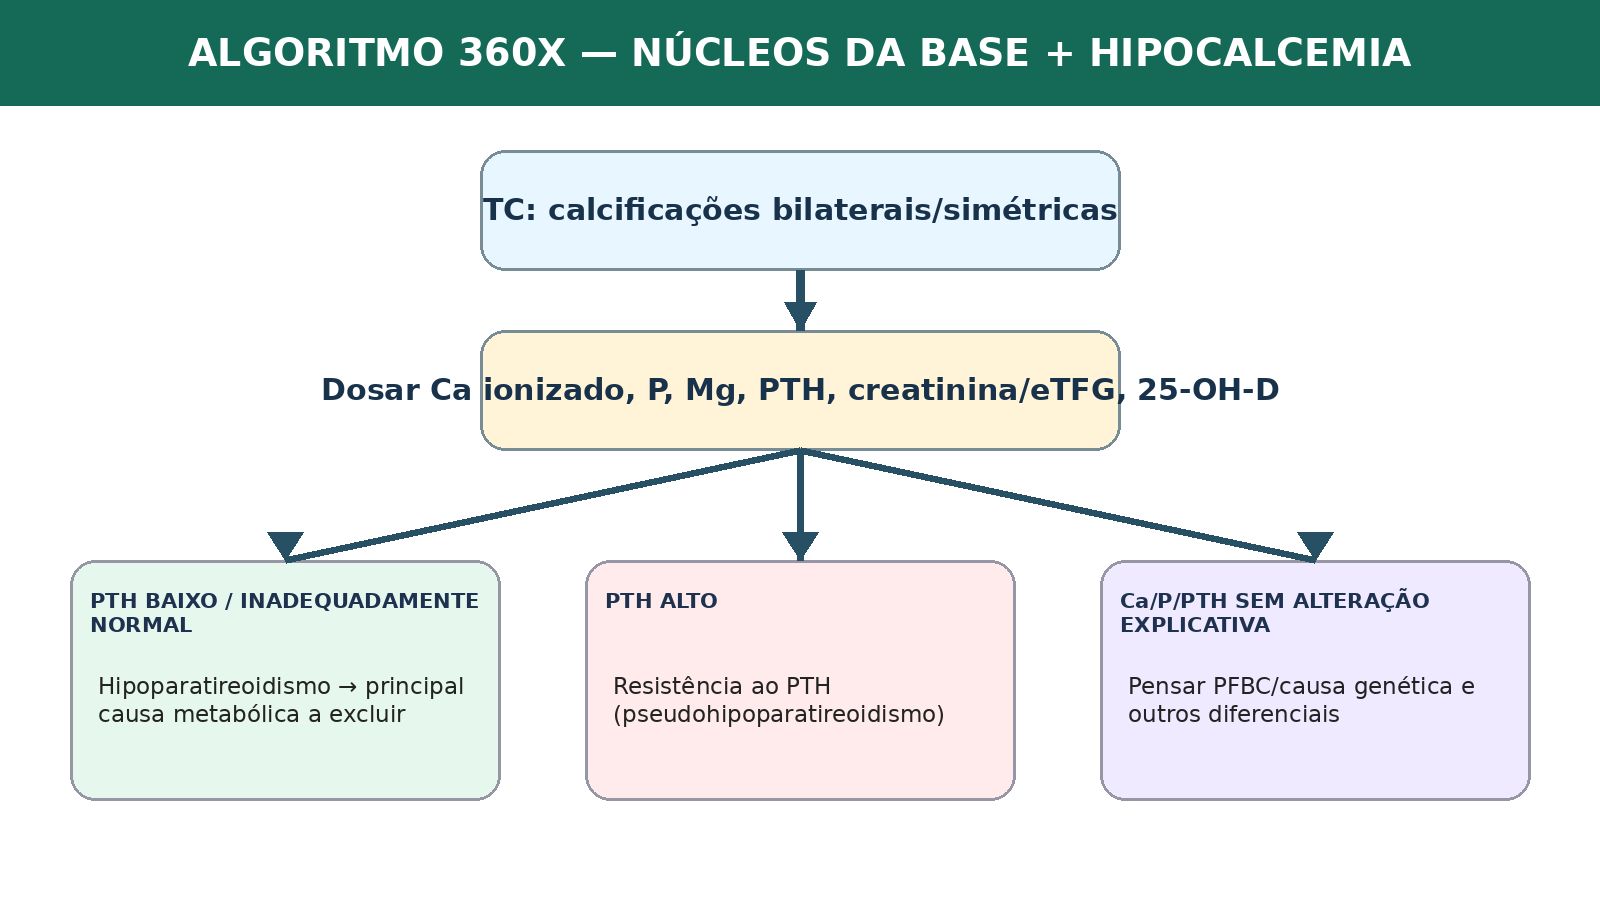 ALGORITMO 360X — NÚCLEOS DA BASE + HIPOCALCEMIA
TC: calcificações bilaterais/simétricas
Dosar Ca ionizado, P, Mg, PTH, creatinina/eTFG, 25-OH-D
PTH BAIXO / INADEQUADAMENTE
NORMAL
Hipoparatireoidismo → principal
causa metabólica a excluir
PTH ALTO
Resistência ao PTH
(pseudohipoparatireoidismo)
Ca/P/PTH SEM ALTERAÇÃO
EXPLICATIVA
Pensar PFBC/causa genética e
outros diferenciais